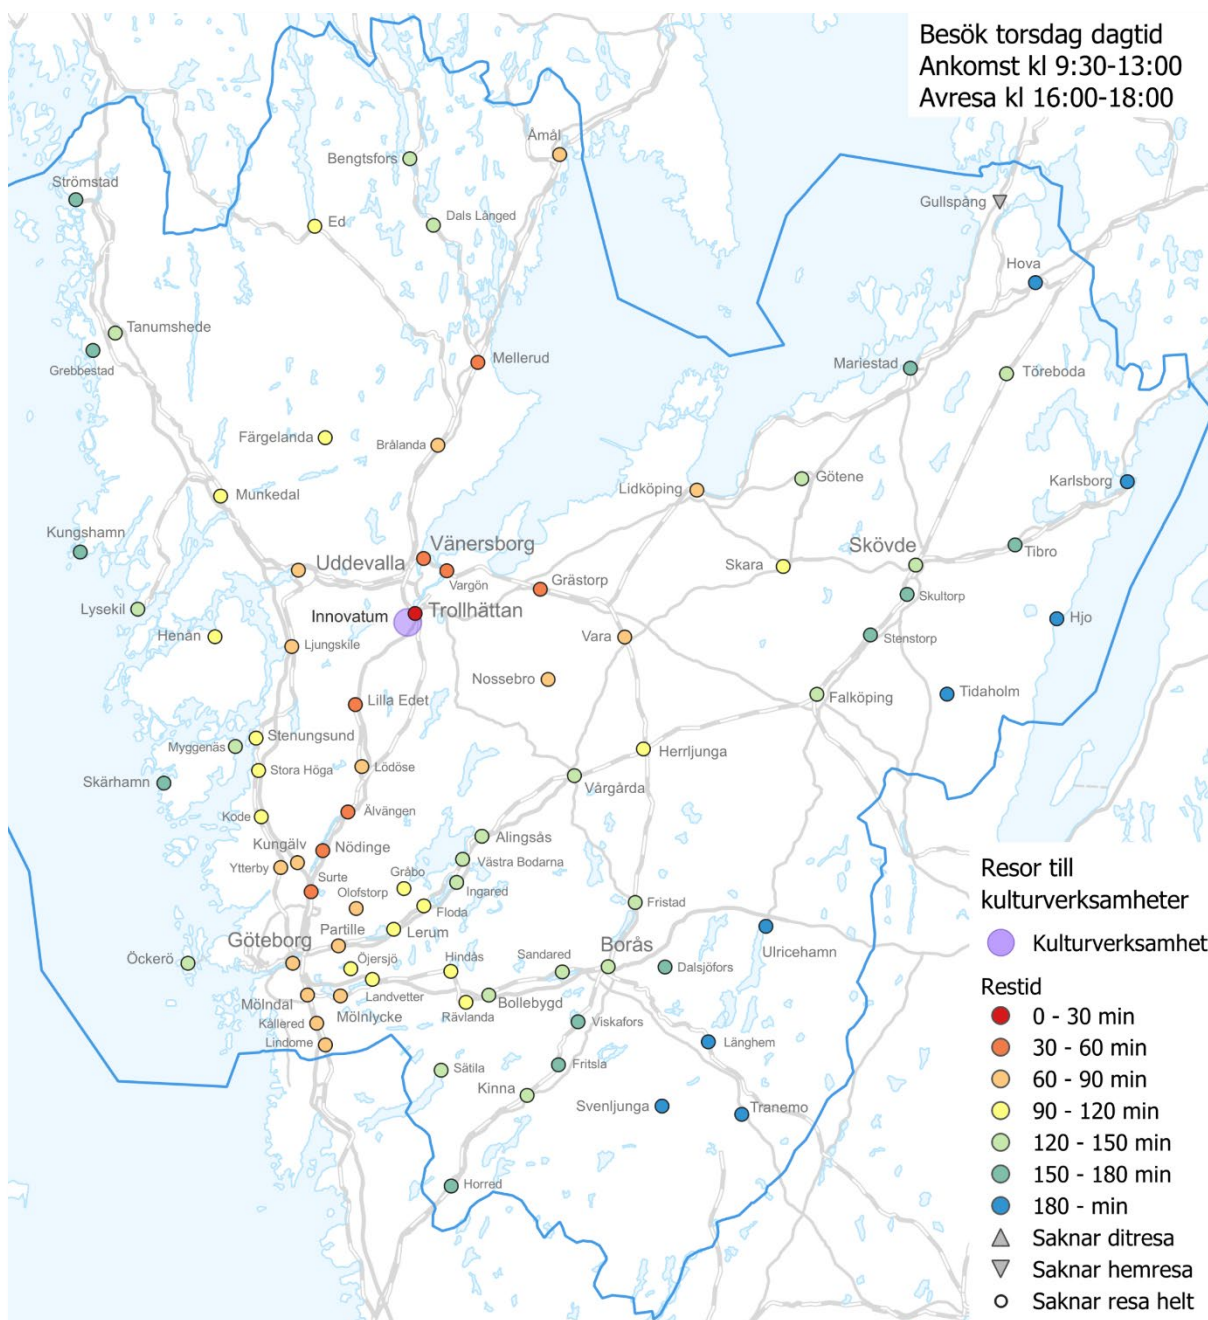 Besök torsdag dagtid
Ankomst kl 9:30-13:00
Avresa kl 16:00-18:00
Åmål
Bengtsfors
Strömstad
Gullspång
Ed
Dals Långed
Hova
Tanumshede
Grebbestad
Mellerud
Mariestad
Töreboda
Färgelanda
Brålanda
Munkedal
Lidköping
Götene
Karlsborg
Kungshamn
Uddevalla
Vänersborg
Vargön
Grästorp
Skara
Skövde
Tibro
Skultorp
Lysekil
Innovatum
Trollhättan
Hjo
Henån
Ljungskile
Vara
Stenstorp
Nossebro
Lilla Edet
Falköping
Tidaholm
Stenungsund
Myggenäs
Herrljunga
Stora Höga
Lödöse
Skärhamn
Vårgårda
Kode
Älvängen
Alingsås
Kungälv
Nödinge
Västra Bodarna
Ytterby
Surte
Gråbo
Ingared
Olofstorp
Floda
Fristad
Partille
Lerum
Göteborg
Borås
Ulricehamn
Öckerö
Öjersjö
Hindås
Sandared
Dalsjöfors
Landvetter
Mölndal
Mölnlycke
Rävlanda
Bollebygd
Kållered
Viskafors
Lindome
Länghem
Sätila
Fritsla
Kinna
Svenljunga
Tranemo
Horred
Resor till
kulturverksamheter
Kulturverksamhet
Restid
0 - 30 min
30 - 60 min
60 - 90 min
90 - 120 min
120 - 150 min
150 - 180 min
180 - min
Saknar ditresa
Saknar hemresa
Saknar resa helt